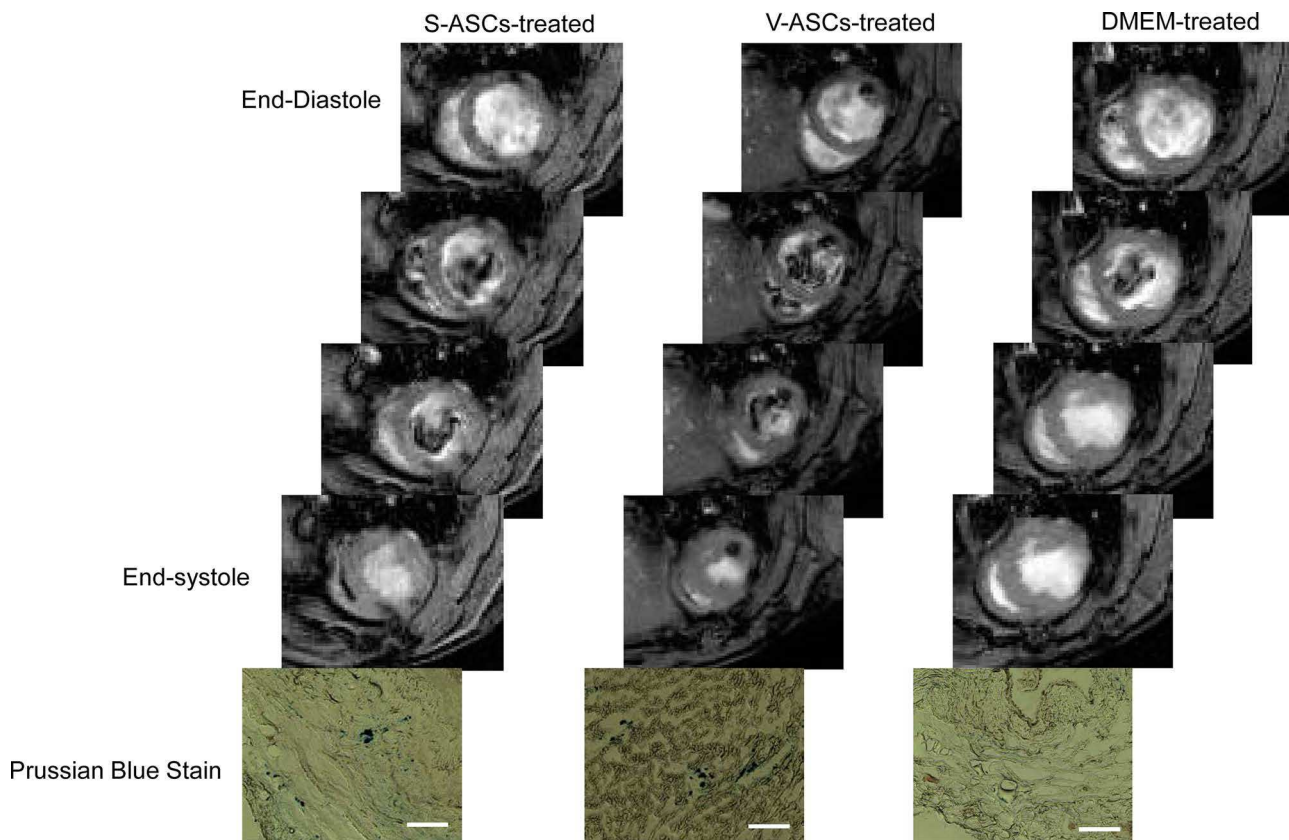 S-ASCs-treated
V-ASCs-treated
DMEM-treated
End-Diastole
End-systole
Prussian Blue Stain